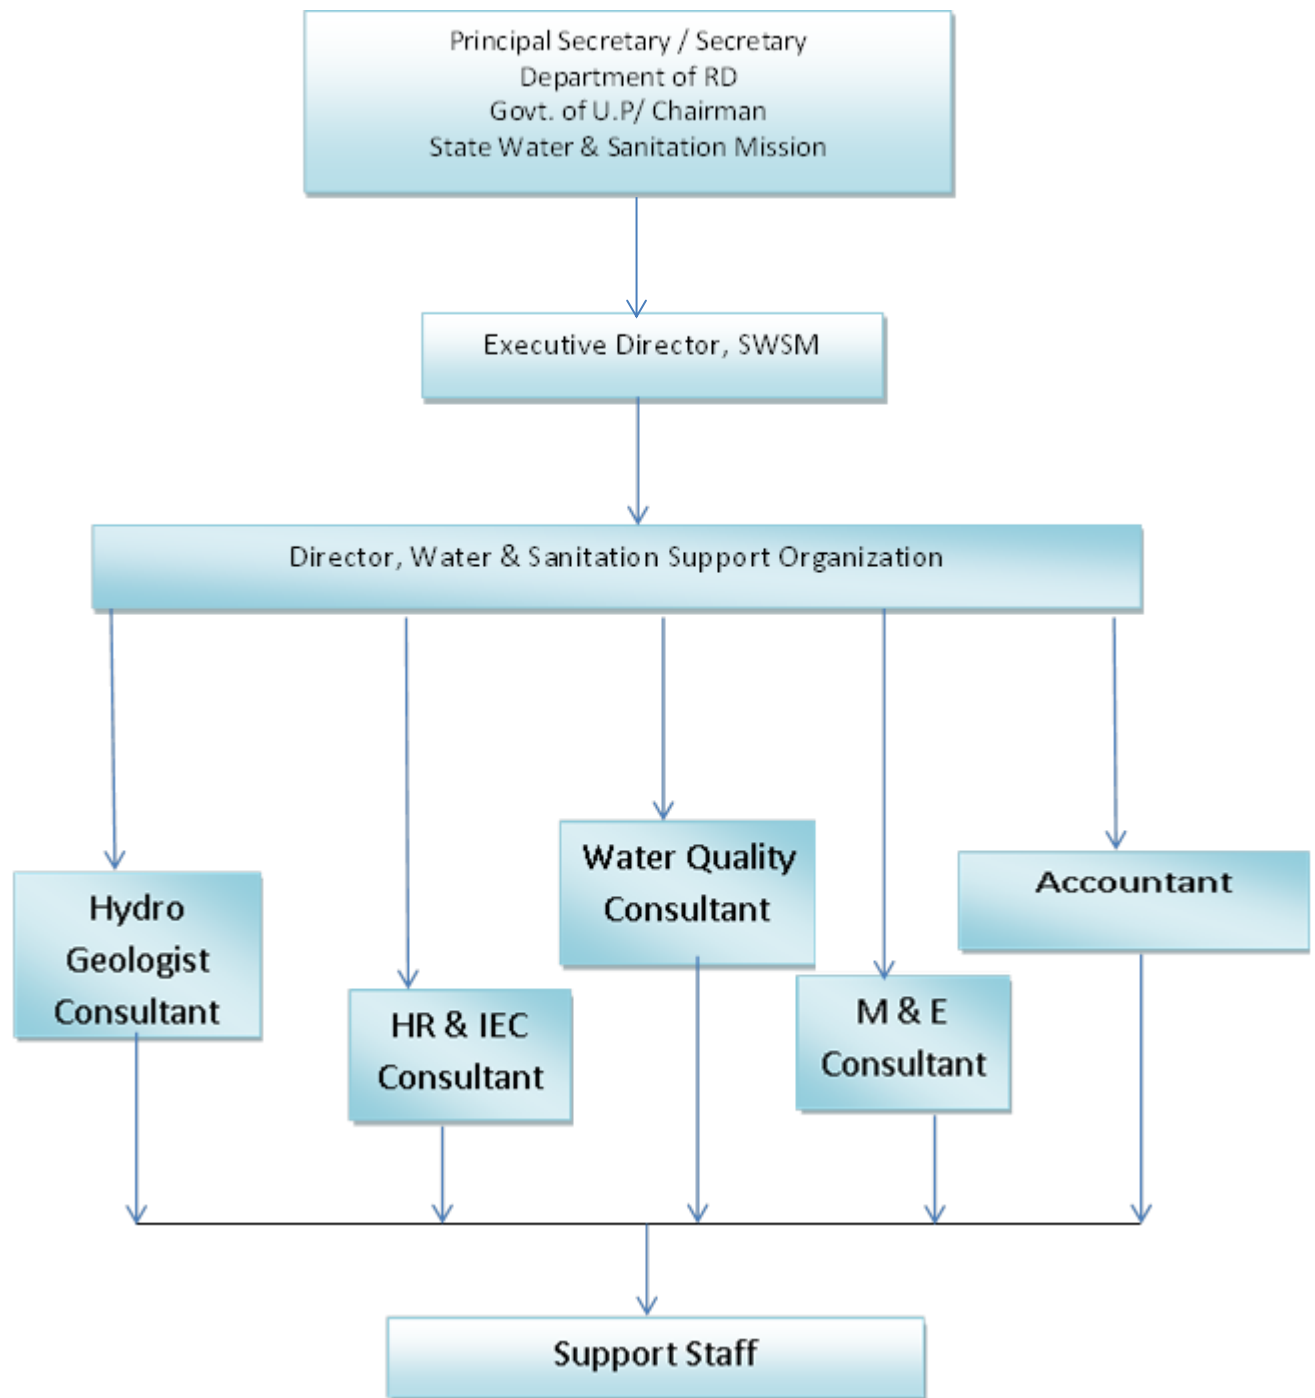 Principal Secretary / Secretary
Department of RD
Govt. of U.P/ Chairman
State Water & Sanitation Mission
Executive Director, SWSM
Director, Water & Sanitation Support Organization
Hydro
Geologist
Consultant
HR & IEC
Consultant
Water Quality
Consultant
M & E
Consultant
Accountant
Support Staff